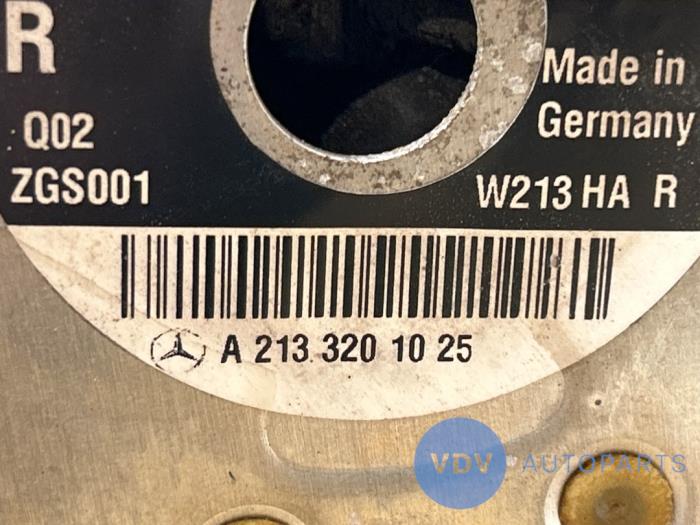 R
Made in
Germany
Q02
ZGS001
W213 HA R
A 213 320 10 25
VDV AUTOPARTS